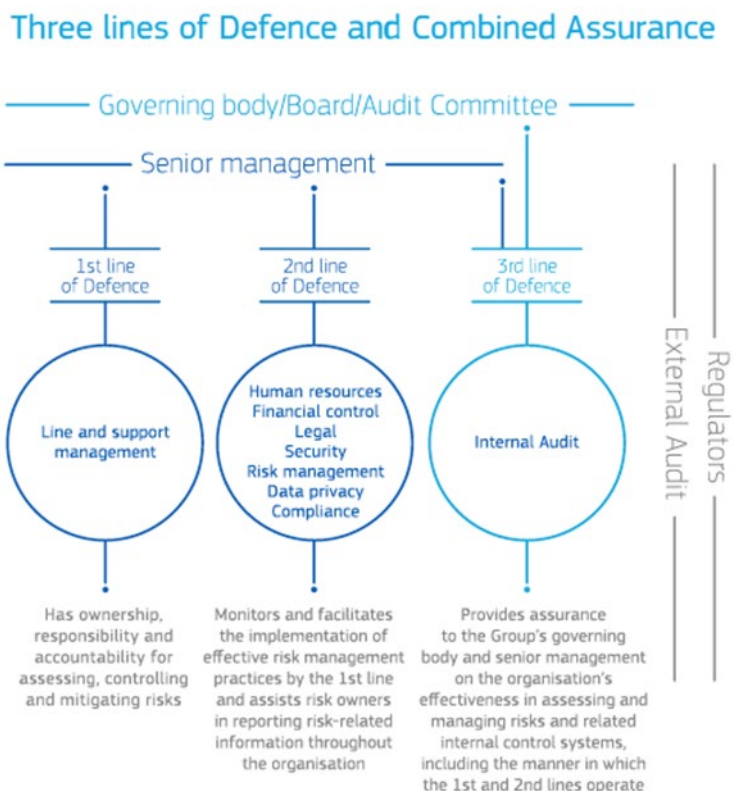 Three lines of Defence and Combined Assurance
Governing body/Board/Audit Committee
Senior management
1st line
of Defence
2nd line
of Defence
3rd line
of Defence
Line and support
management
Human resources
Financial control
Legal
Security
Risk management
Data privacy
Compliance
Internal Audit
External Audit
Regulators
Has ownership,
responsibility and
accountability for
assessing, controlling
and mitigating risks
Monitors and facilitates
the implementation of
effective risk management
practices by the 1st line
and assists risk owners
in reporting risk-related
information throughout
the organisation
Provides assurance
to the Group's governing
body and senior management
on the organisation's
effectiveness in assessing and
managing risks and related
internal control systems,
including the manner in which
the 1st and 2nd lines operate